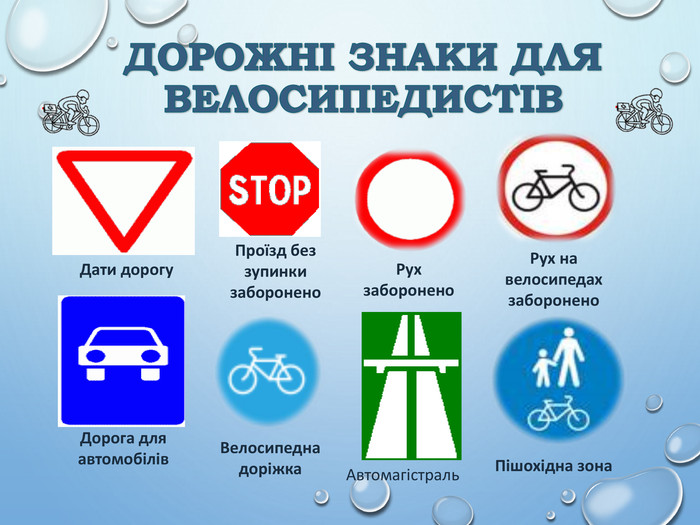 ДОРОЖНІ ЗНАКИ ДЛЯ
ВЕЛОСИПЕДИСТІВ
STOP
Дати дорогу
Проїзд без
зупинки
заборонено
Рух
заборонено
Рух на
велосипедах
заборонено
Дорога для
автомобілів
Велосипедна
доріжка
Автомагістраль
Пішохідна зона